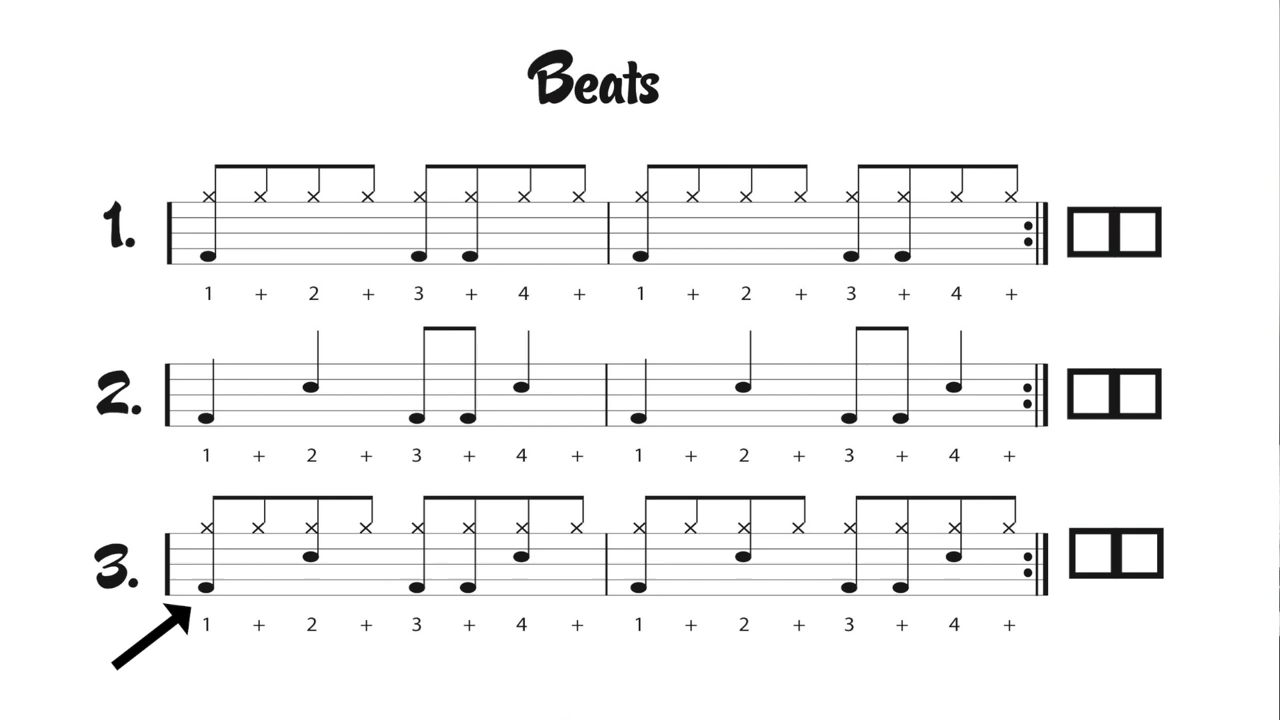 Beats
1.
1 + 2 + 3 + 4 + 1 + 2 + 3 + 4 +
2.
1 + 2 + 3 + 4 + 1 + 2 + 3 + 4 +
3.
1 + 2 + 3 + 4 + 1 + 2 + 3 + 4 +